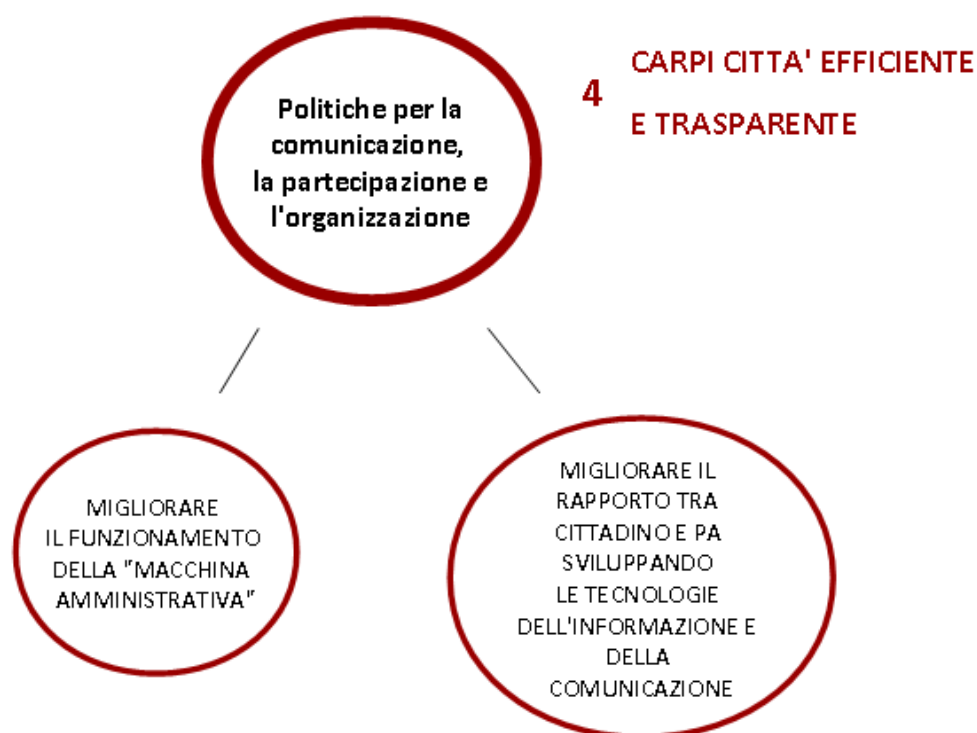 4
CARPI CITTA' EFFICIENTE
E TRASPARENTE
Politiche per la
comunicazione,
la partecipazione e
l'organizzazione
MIGLIORARE
IL FUNZIONAMENTO
DELLA "MACCHINA
AMMINISTRATIVA"
MIGLIORARE IL
RAPPORTO TRA
CITTADINO E PA
SVILUPPANDO
LE TECNOLOGIE
DELL'INFORMAZIONE E
DELLA
COMUNICAZIONE